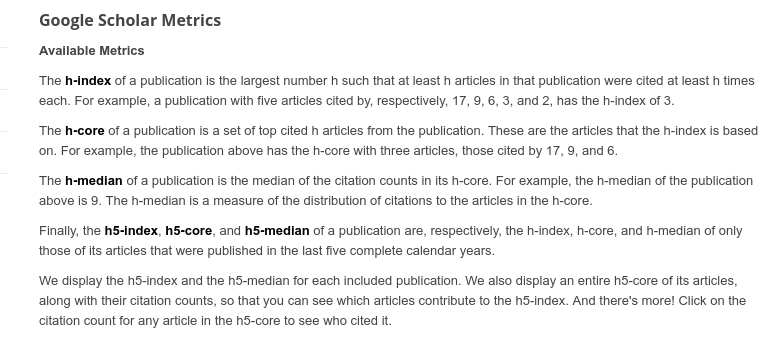 Google Scholar Metrics
Available Metrics
The h-index of a publication is the largest number h such that at least h articles in that publication were cited at least h times
each. For example, a publication with five articles cited by, respectively, 17, 9, 6, 3, and 2, has the h-index of 3.
The h-core of a publication is a set of top cited h articles from the publication. These are the articles that the h-index is based
on. For example, the publication above has the h-core with three articles, those cited by 17, 9, and 6.
The h-median of a publication is the median of the citation counts in its h-core. For example, the h-median of the publication
above is 9. The h-median is a measure of the distribution of citations to the articles in the h-core.
Finally, the h5-index, h5-core, and h5-median of a publication are, respectively, the h-index, h-core, and h-median of only
those of its articles that were published in the last five complete calendar years.
We display the h5-index and the h5-median for each included publication. We also display an entire h5-core of its articles,
along with their citation counts, so that you can see which articles contribute to the h5-index. And there's more! Click on the
citation count for any article in the h5-core to see who cited it.